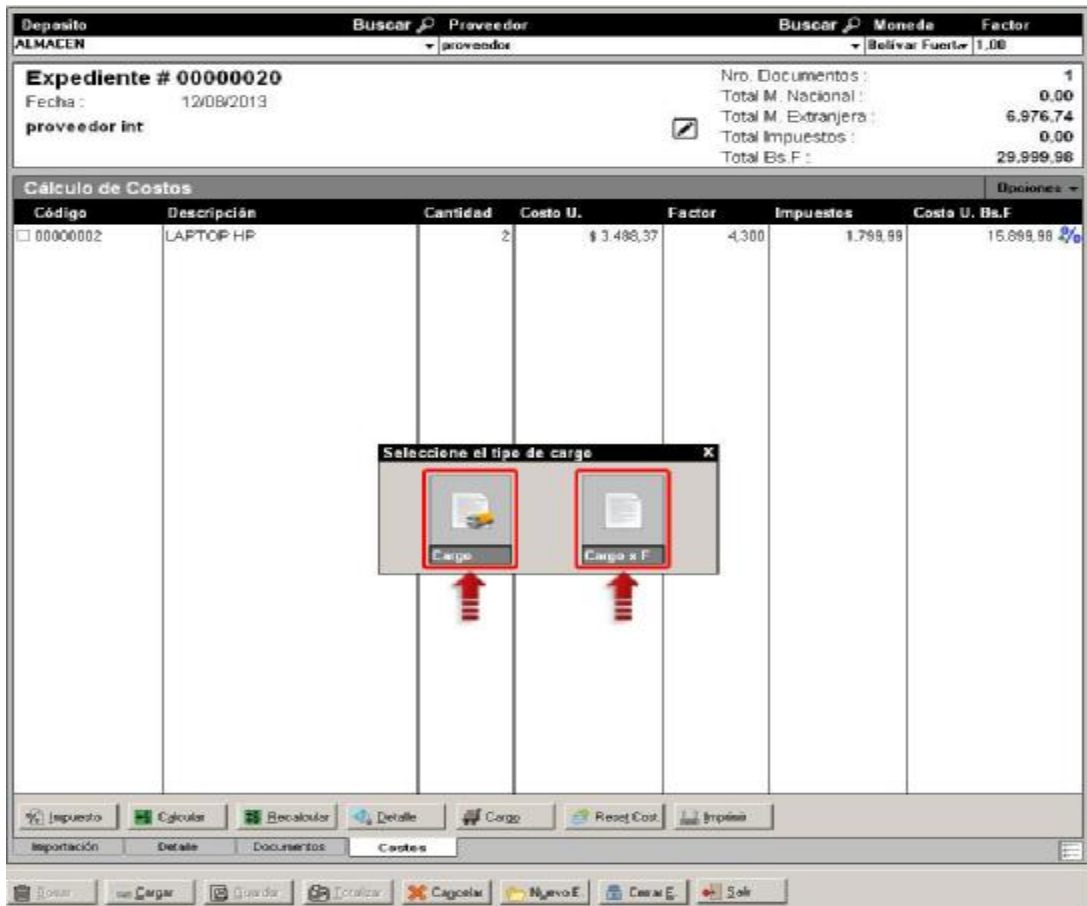 Deposito Buscar Proveedor Buscar Moneda Factor
ALMACEN proveedor Bolívar Fuerte 1,00
Expediente # 00000020
Fecha : 12/08/2013
proveedor int
Nro. Documentos : 1
Total M. Nacional : 0,00
Total M. Extranjera : 6.976,74
Total Impuestos : 0,00
Total Bs.F : 29.999,98
Cálculo de Costos Opciones
Código Descripción Cantidad Costo U. Factor Impuestos Costo U. Bs.F
00000002 LAPTOP HP 2 $ 3.488,37 4,300 1.799,99 15.899,98 %
Seleccione el tipo de cargo X
Cargo Cargo x F
Impuesto Calcular Recalcular Detalle Cargo Reset Cost. Imprimir
Importación Detalle Documentos Costos
Borrar Cargar Guardar Totalizar Cancelar Nuevo E. Cerrar E. Salir